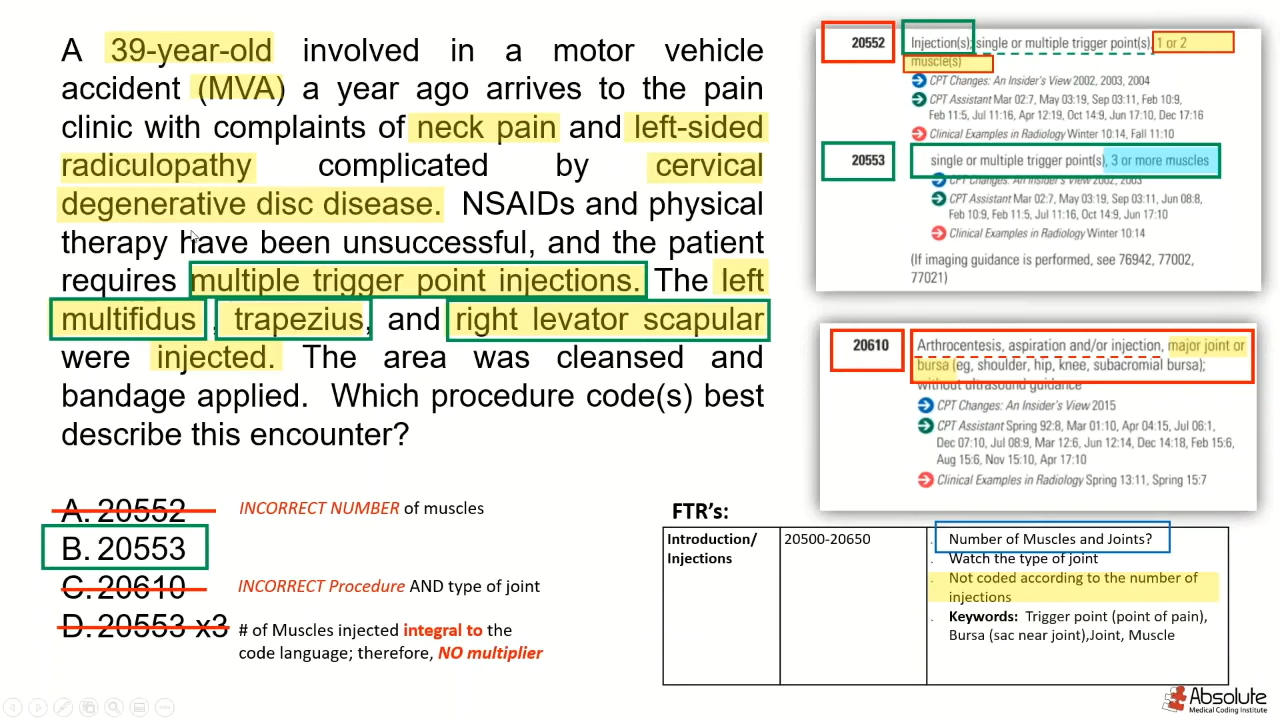 A 39-year-old involved in a motor vehicle
accident (MVA) a year ago arrives to the pain
clinic with complaints of neck pain and left-sided
radiculopathy complicated by cervical
degenerative disc disease. NSAIDs and physical
therapy have been unsuccessful, and the patient
requires multiple trigger point injections. The left
multifidus , trapezius, and right levator scapular
were injected. The area was cleansed and
bandage applied. Which procedure code(s) best
describe this encounter?
A. 20552
INCORRECT NUMBER of muscles
B. 20553
C. 20610
INCORRECT Procedure AND type of joint
D. 20553 x3
# of Muscles injected integral to the
code language; therefore, NO multiplier
20552 Injection(s); single or multiple trigger point(s), 1 or 2
muscle(s)
CPT Changes: An Insider's View 2002, 2003, 2004
CPT Assistant Mar 02:7, May 03:19, Sep 03:11, Feb 10:9,
Feb 11:5, Jul 11:16, Apr 12:19, Oct 14:9, Jun 17:10, Dec 17:16
Clinical Examples in Radiology Winter 10:14, Fall 11:10
20553 single or multiple trigger point(s), 3 or more muscles
CPT Changes: An Insider's View 2002, 2003
CPT Assistant Mar 02:7, May 03:19, Sep 03:11, Jun 08:8,
Feb 10:9, Feb 11:5, Jul 11:16, Oct 14:9, Jun 17:10
Clinical Examples in Radiology Winter 10:14
(If imaging guidance is performed, see 76942, 77002,
77021)
20610 Arthrocentesis, aspiration and/or injection, major joint or
bursa (eg, shoulder, hip, knee, subacromial bursa);
without ultrasound guidance
CPT Changes: An Insider's View 2015
CPT Assistant Spring 92:8, Mar 01:10, Apr 04:15, Jul 06:1,
Dec 07:10, Jul 08:9, Mar 12:6, Jun 12:14, Dec 14:18, Feb 15:6,
Aug 15:6, Nov 15:10, Apr 17:10
Clinical Examples in Radiology Spring 13:11, Spring 15:7
FTR's:
Introduction/
Injections
20500-20650
Number of Muscles and Joints?
Watch the type of joint
Not coded according to the number of
injections
Keywords: Trigger point (point of pain),
Bursa (sac near joint),Joint, Muscle
Absolute
Medical Coding Institute